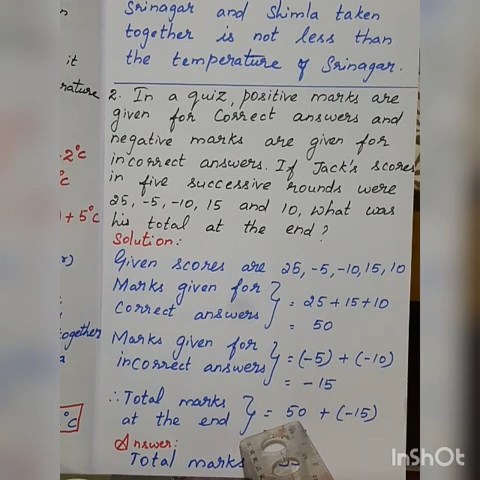 Srinagar and Shimla taken
together is not less than
the temperature of Srinagar.
it
2. In a quiz, positive marks are
given for correct answers and
negative marks are given for
incorrect answers. If Jack's scores
in five successive rounds were
25, -5, -10, 15 and 10, what was
his total at the end?
Solution:
Given scores are 25, -5, -10, 15, 10
Marks given for
correct answers } = 25 + 15 + 10
= 50
Marks given for
incorrect answers } = (-5) + (-10)
= -15
∴ Total marks
at the end } = 50 + (-15)
Answer:
Total marks
-2°c
°c
+ 5°c
together
°c
InShOt